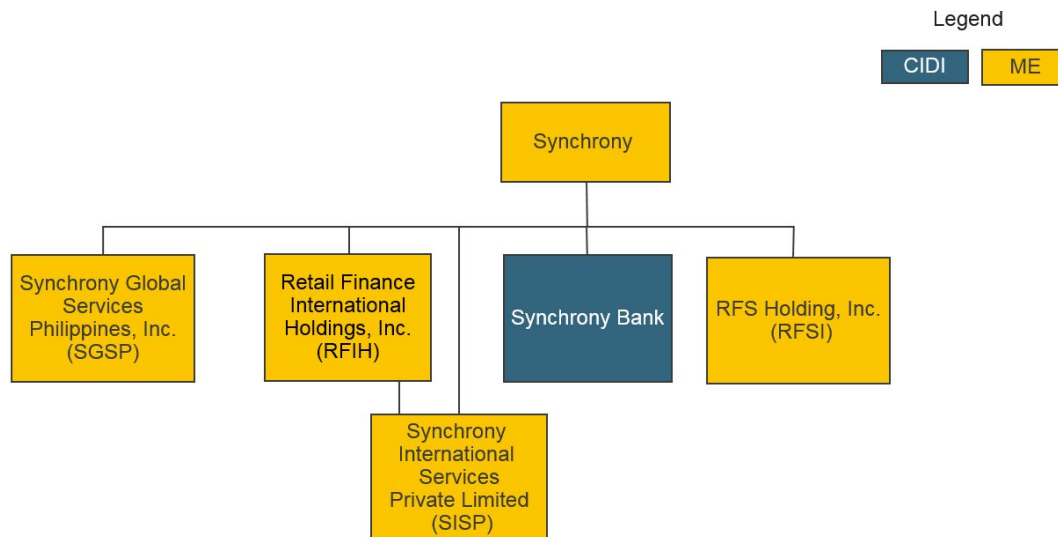 Legend
CIDI
ME
Synchrony
Synchrony Global
Services
Philippines, Inc.
(SGSP)
Retail Finance
International
Holdings, Inc.
(RFIH)
Synchrony Bank
RFS Holding, Inc.
(RFSI)
Synchrony
International
Services
Private Limited
(SISP)